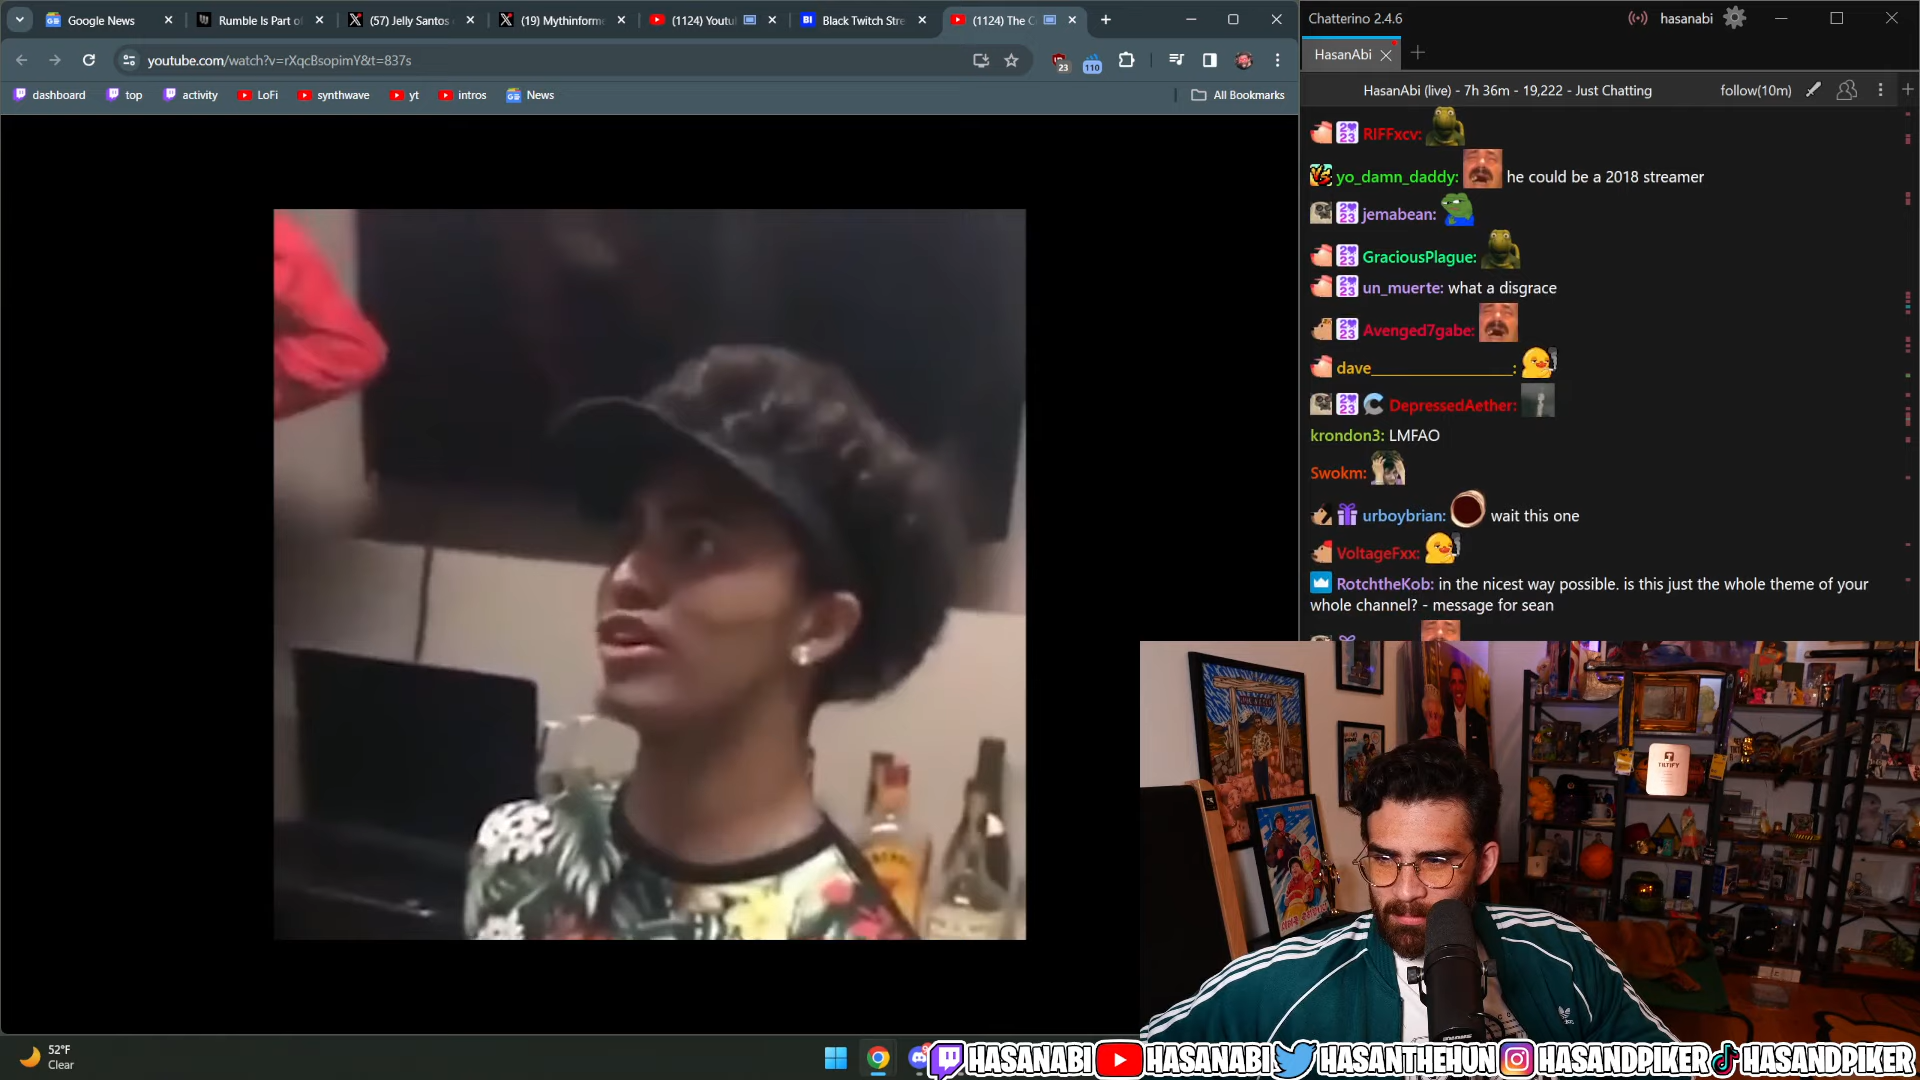 Google News
Rumble Is Part o
(57) Jelly Santos
(19) Mythinform
(1124) Youtu
Black Twitch Stre
(1124) The C
youtube.com/watch?v=rXqcBsopimY&t=837s
23
110
dashboard
top
activity
LoFi
synthwave
yt
intros
News
All Bookmarks
Chatterino 2.4.6
hasanabi
HasanAbi
HasanAbi (live) - 7h 36m - 19,222 - Just Chatting
follow(10m)
RIFFxcv:
yo_damn_daddy: he could be a 2018 streamer
jemabean:
GraciousPlague:
un_muerte: what a disgrace
Avenged7gabe:
dave__________________:
DepressedAether:
krondon3: LMFAO
Swokm:
urboybrian: wait this one
VoltageFxx:
RotchtheKob: in the nicest way possible. is this just the whole theme of your
whole channel? - message for sean
TILTIFY
52°F
Clear
HASANABI
HASANABI
HASANTHEHUN
HASANDPIKER
HASANDPIKER